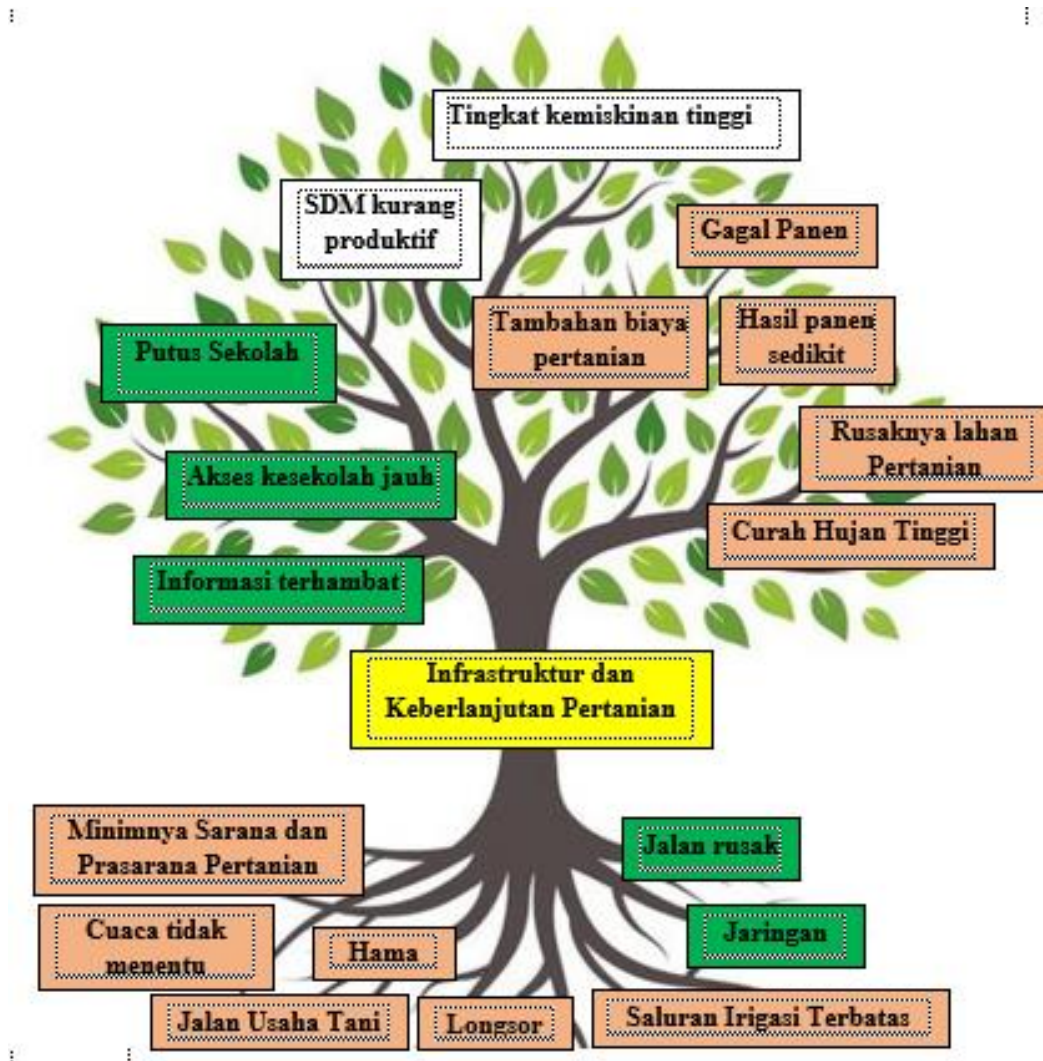 Tingkat kemiskinan tinggi
SDM kurang
produktif
Gagal Panen
Tambahan biaya
pertanian
Hasil panen
sedikit
Putus Sekolah
Rusaknya lahan
Pertanian
Akses kesekolah jauh
Curah Hujan Tinggi
Informasi terhambat
Infrastruktur dan
Keberlanjutan Pertanian
Minimnya Sarana dan
Prasarana Pertanian
Jalan rusak
Cuaca tidak
menentu
Hama
Jaringan
Jalan Usaha Tani
Longsor
Saluran Irigasi Terbatas